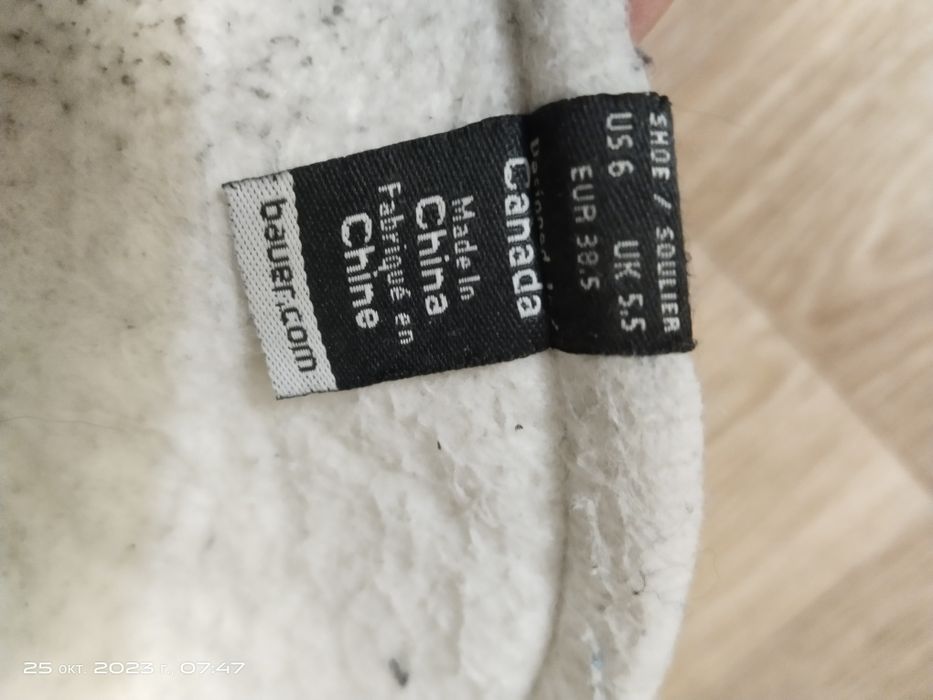 SHOE / SOULIER
US 6 UK 5.5
EUR 38.5
Canada
Made In
China
Fabriqué en
Chine
bauer.com
25 окт. 2023 г., 07:47